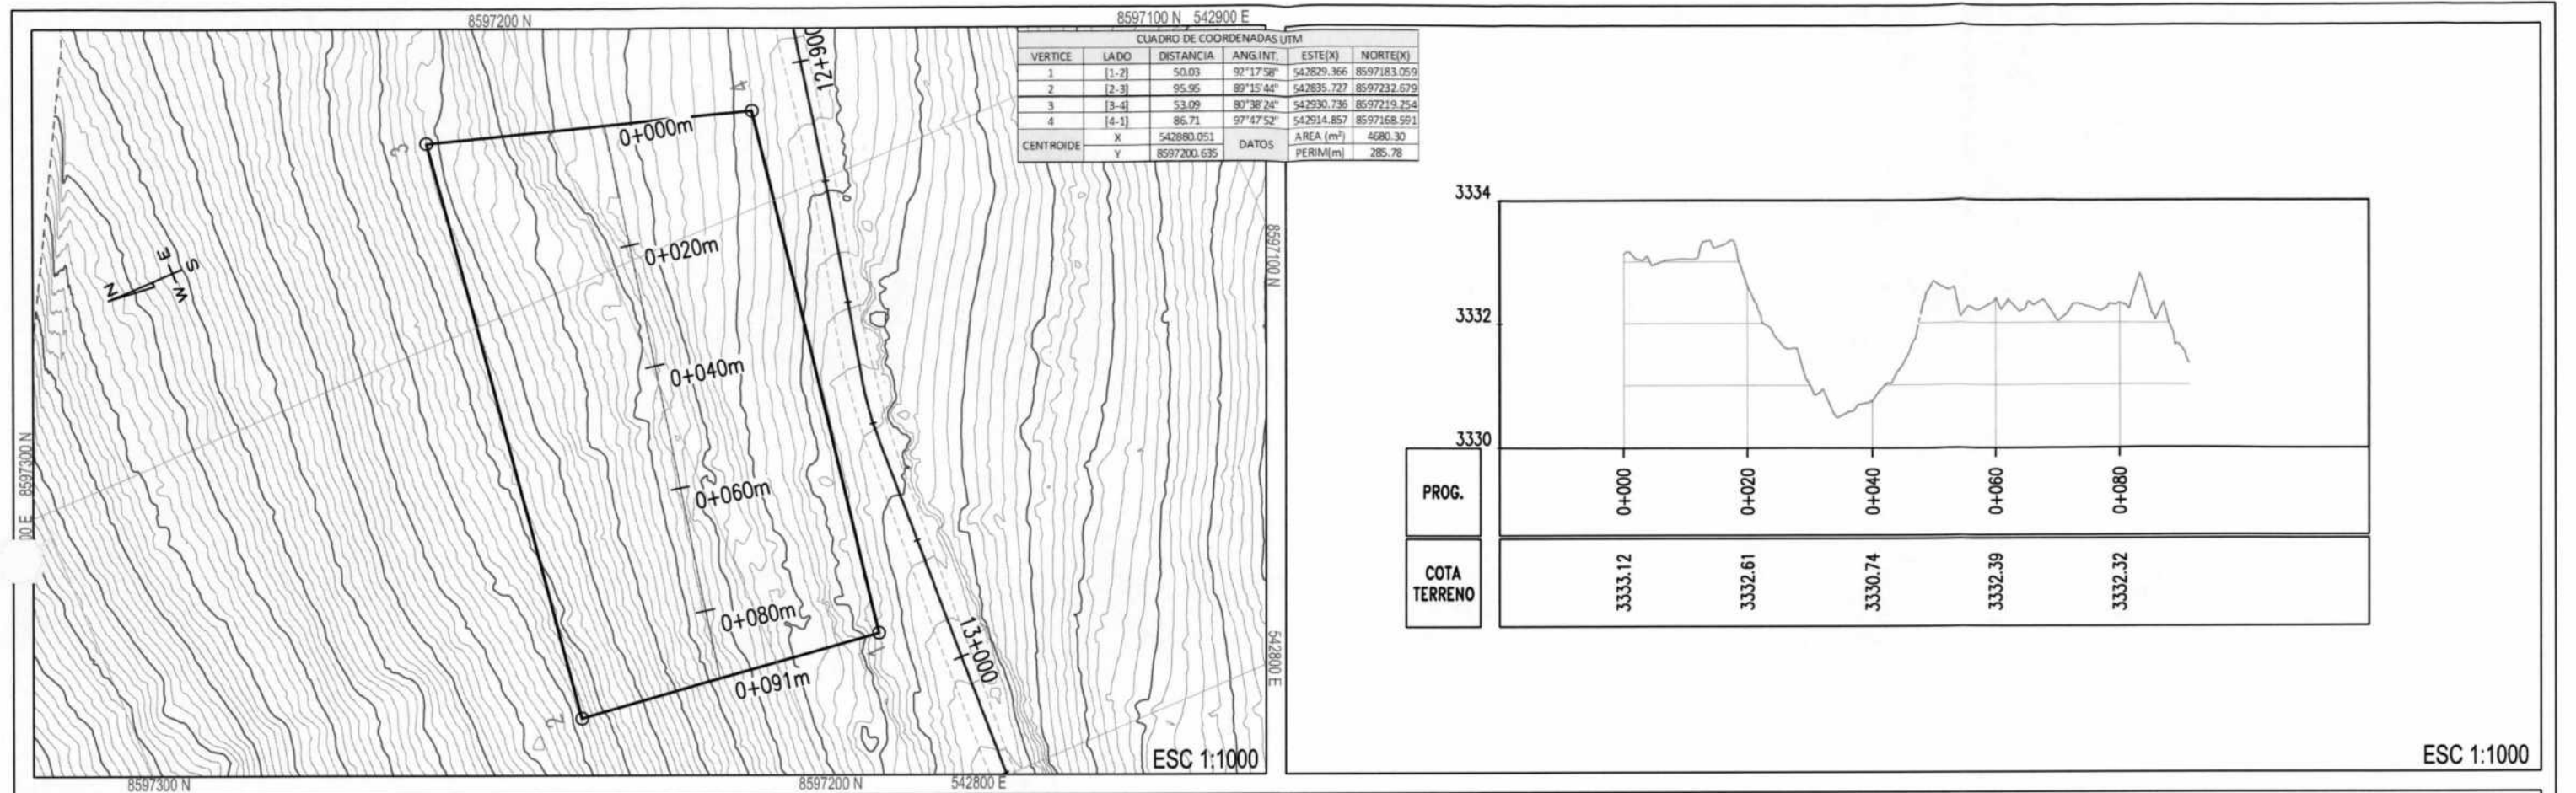 8597200 N
8597100 N 542900 E
12+900
CUADRO DE COORDENADAS UTM
VERTICE LADO DISTANCIA ANG.INT. ESTE(X) NORTE(X)
1 [1-2] 50.03 92°17'58" 542829.366 8597183.059
2 [2-3] 95.95 89°15'44" 542835.727 8597232.679
3 [3-4] 53.09 80°38'24" 542930.736 8597219.254
4 [4-1] 86.71 97°47'52" 542914.857 8597168.591
CENTROIDE X 542880.051 DATOS AREA (m²) 4680.30
Y 8597200.635 PERIM(m) 285.78
4
0+000m
3
0+020m
N E S W
8597100 N
0+040m
8597300 N
00 E
0+060m
0+080m
1
0+091m
2
13+000
542800 E
ESC 1:1000
8597300 N
8597200 N
542800 E
3334
3332
3330
PROG. 0+000 0+020 0+040 0+060 0+080
COTA
TERRENO 3333.12 3332.61 3330.74 3332.39 3332.32
ESC 1:1000